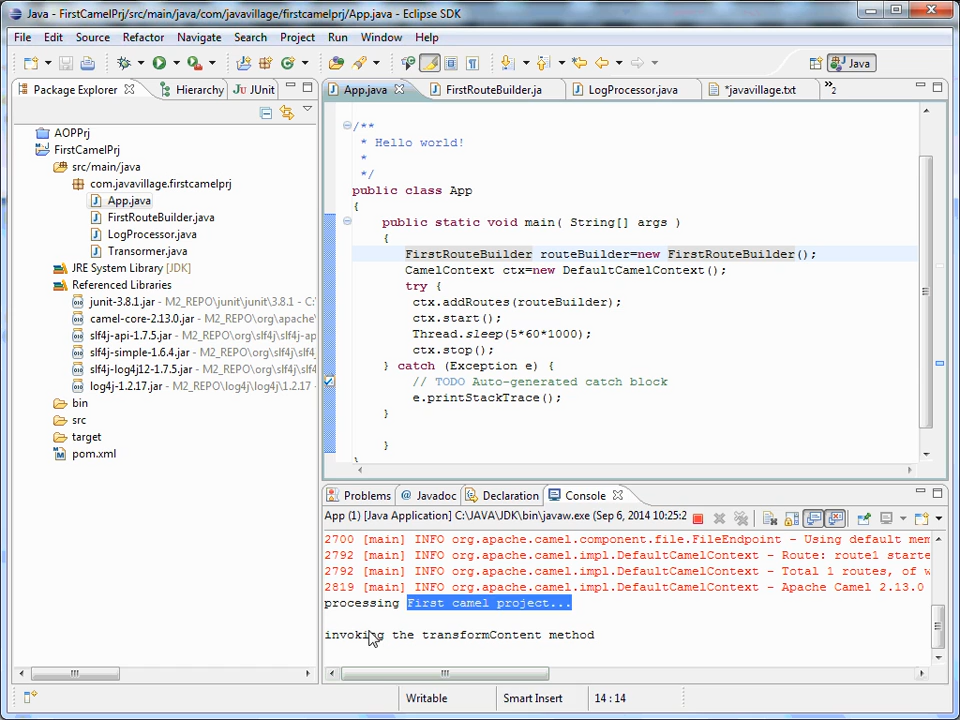 Java - FirstCamelPrj/src/main/java/com/javavillage/firstcamelprj/App.java - Eclipse SDK
File Edit Source Refactor Navigate Search Project Run Window Help
Java
Package Explorer
Hierarchy
JUnit
App.java
FirstRouteBuilder.ja
LogProcessor.java
*javavillage.txt
»2
AOPPrj
FirstCamelPrj
src/main/java
com.javavillage.firstcamelprj
App.java
FirstRouteBuilder.java
LogProcessor.java
Transormer.java
JRE System Library [JDK]
Referenced Libraries
junit-3.8.1.jar - M2_REPO\junit\junit\3.8.1 - C:
camel-core-2.13.0.jar - M2_REPO\org\apache
slf4j-api-1.7.5.jar - M2_REPO\org\slf4j\slf4j-ap
slf4j-simple-1.6.4.jar - M2_REPO\org\slf4j\slf4j
slf4j-log4j12-1.7.5.jar - M2_REPO\org\slf4j\slf
log4j-1.2.17.jar - M2_REPO\log4j\log4j\1.2.17
bin
src
target
pom.xml
/**
* Hello world!
*
*/
public class App
{
public static void main( String[] args )
{
FirstRouteBuilder routeBuilder=new FirstRouteBuilder();
CamelContext ctx=new DefaultCamelContext();
try {
ctx.addRoutes(routeBuilder);
ctx.start();
Thread.sleep(5*60*1000);
ctx.stop();
} catch (Exception e) {
// TODO Auto-generated catch block
e.printStackTrace();
}
}
Problems
@ Javadoc
Declaration
Console
App (1) [Java Application] C:\JAVA\JDK\bin\javaw.exe (Sep 6, 2014 10:25:2
2700 [main] INFO org.apache.camel.component.file.FileEndpoint - Using default mem
2792 [main] INFO org.apache.camel.impl.DefaultCamelContext - Route: route1 starte
2792 [main] INFO org.apache.camel.impl.DefaultCamelContext - Total 1 routes, of w
2819 [main] INFO org.apache.camel.impl.DefaultCamelContext - Apache Camel 2.13.0
processing First camel project...
invoking the transformContent method
Writable
Smart Insert
14 : 14